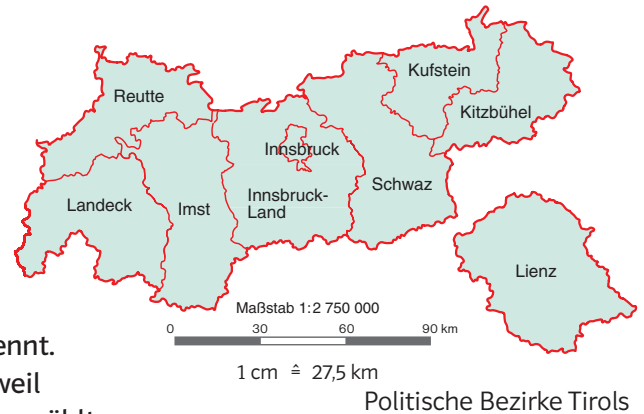 Kufstein
Reutte
Kitzbühel
Innsbruck
Schwaz
Landeck
Imst
Innsbruck-
Land
Lienz
Maßstab 1:2 750 000
0 30 60 90 km
1 cm ≙ 27,5 km
ennt.
weil
Politische Bezirke Tirols